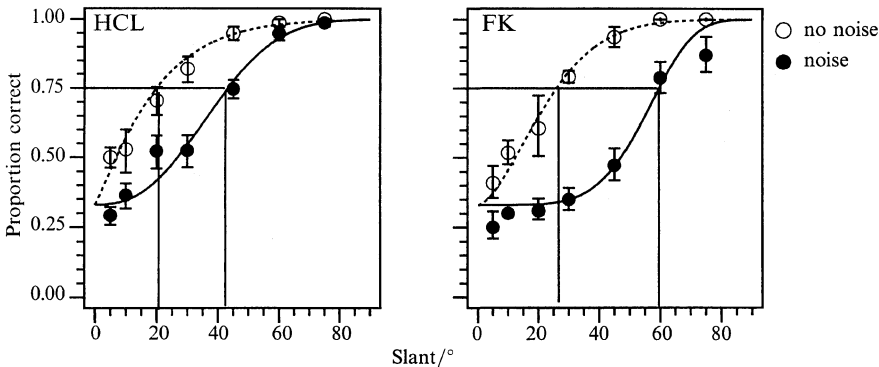 HCL
FK
no noise
noise
Proportion correct
1.00
0.75
0.50
0.25
0.00
0 20 40 60 80
0 20 40 60 80
Slant/°